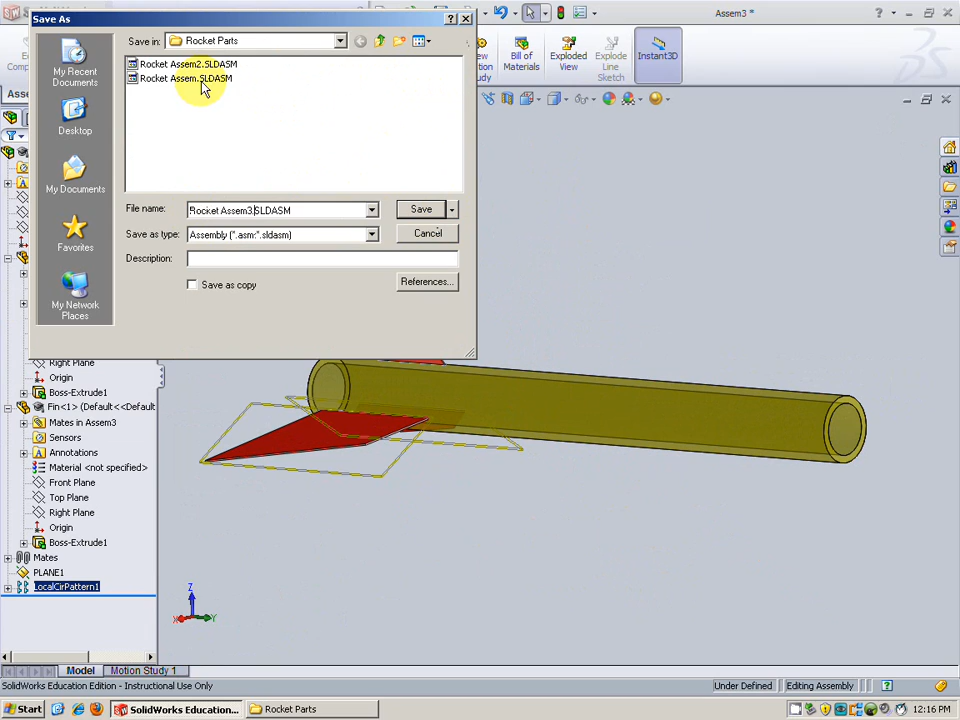 SolidWorks
Assem3 *
Save As
Save in:
Rocket Parts
Rocket Assem2.SLDASM
Rocket Assem.SLDASM
My Recent
Documents
Desktop
My Documents
Favorites
My Network
Places
File name:
Rocket Assem3.SLDASM
Save
Save as type:
Assembly (*.asm;*.sldasm)
Cancel
Description:
Save as copy
References...
Bill of
Materials
Exploded
View
Explode
Line
Sketch
Instant3D
Right Plane
Origin
Boss-Extrude1
Fin<1> (Default<<Default
Mates in Assem3
Sensors
Annotations
Material <not specified>
Front Plane
Top Plane
Right Plane
Origin
Boss-Extrude1
Mates
PLANE1
LocalCirPattern1
Z
X
Y
Model
Motion Study 1
SolidWorks Education Edition - Instructional Use Only
Under Defined
Editing Assembly
Start
SolidWorks Education...
Rocket Parts
12:16 PM